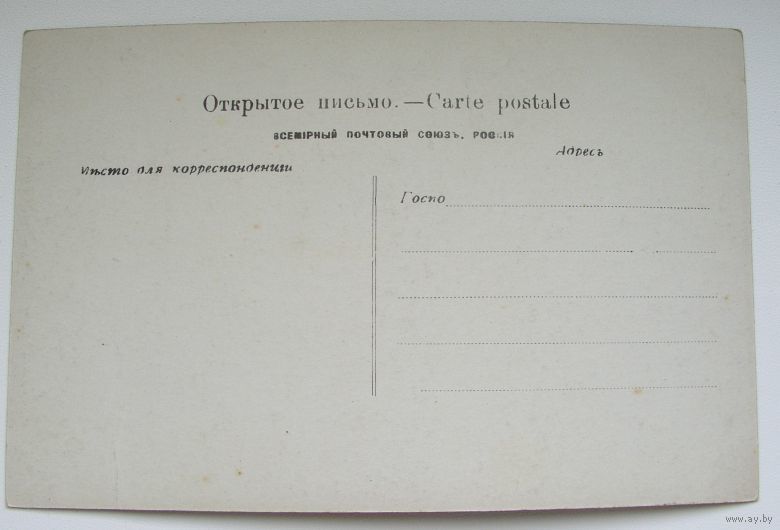 Открытое письмо.—Carte postale
ВСЕМІРНЫЙ ПОЧТОВЫЙ СОЮЗЪ. РОССІЯ
Адресъ
Мѣсто для корреспонденціи
Госпо
www.ay.by